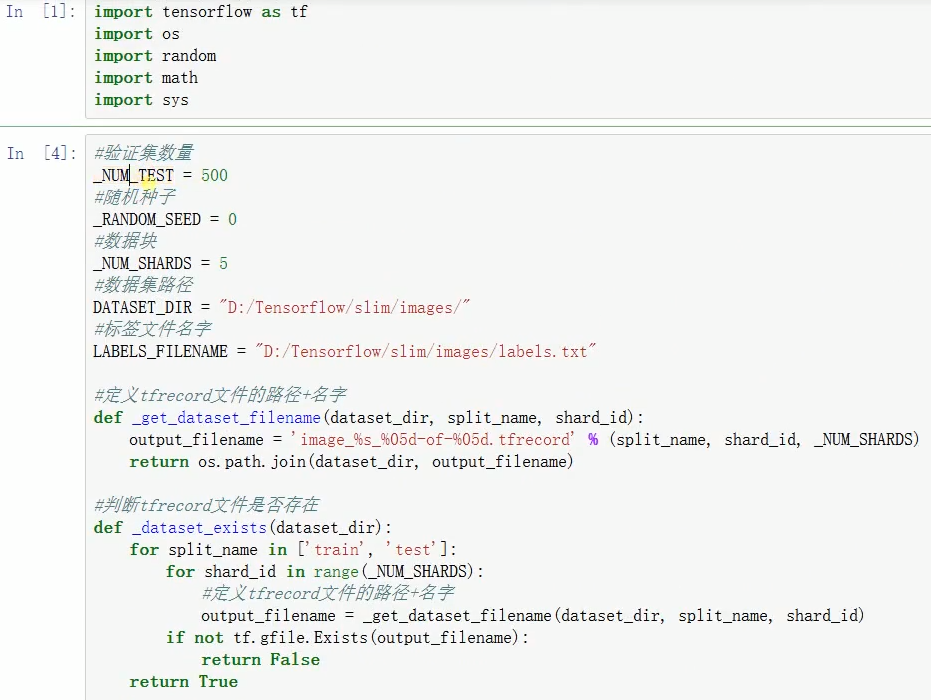 In [1]:
import tensorflow as tf
import os
import random
import math
import sys
In [4]:
#验证集数量
_NUM_TEST = 500
#随机种子
_RANDOM_SEED = 0
#数据块
_NUM_SHARDS = 5
#数据集路径
DATASET_DIR = "D:/Tensorflow/slim/images/"
#标签文件名字
LABELS_FILENAME = "D:/Tensorflow/slim/images/labels.txt"
#定义tfrecord文件的路径+名字
def _get_dataset_filename(dataset_dir, split_name, shard_id):
    output_filename = 'image_%s_%05d-of-%05d.tfrecord' % (split_name, shard_id, _NUM_SHARDS)
    return os.path.join(dataset_dir, output_filename)
#判断tfrecord文件是否存在
def _dataset_exists(dataset_dir):
    for split_name in ['train', 'test']:
        for shard_id in range(_NUM_SHARDS):
            #定义tfrecord文件的路径+名字
            output_filename = _get_dataset_filename(dataset_dir, split_name, shard_id)
        if not tf.gfile.Exists(output_filename):
            return False
    return True